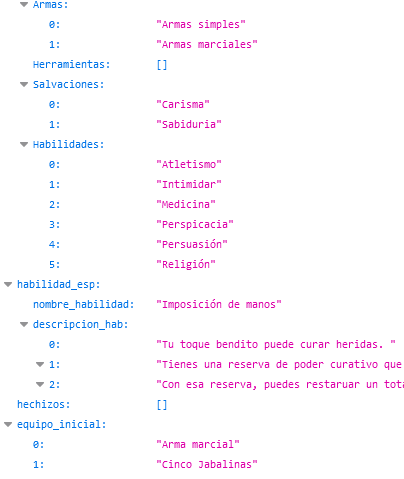 Armas:
0: "Armas simples"
1: "Armas marciales"
Herramientas: []
Salvaciones:
0: "Carisma"
1: "Sabiduria"
Habilidades:
0: "Atletismo"
1: "Intimidar"
2: "Medicina"
3: "Perspicacia"
4: "Persuasión"
5: "Religión"
habilidad_esp:
nombre_habilidad: "Imposición de manos"
descripcion_hab:
0: "Tu toque bendito puede curar heridas. "
1: "Tienes una reserva de poder curativo que
2: "Con esa reserva, puedes restaruar un tota
hechizos: []
equipo_inicial:
0: "Arma marcial"
1: "Cinco Jabalinas"